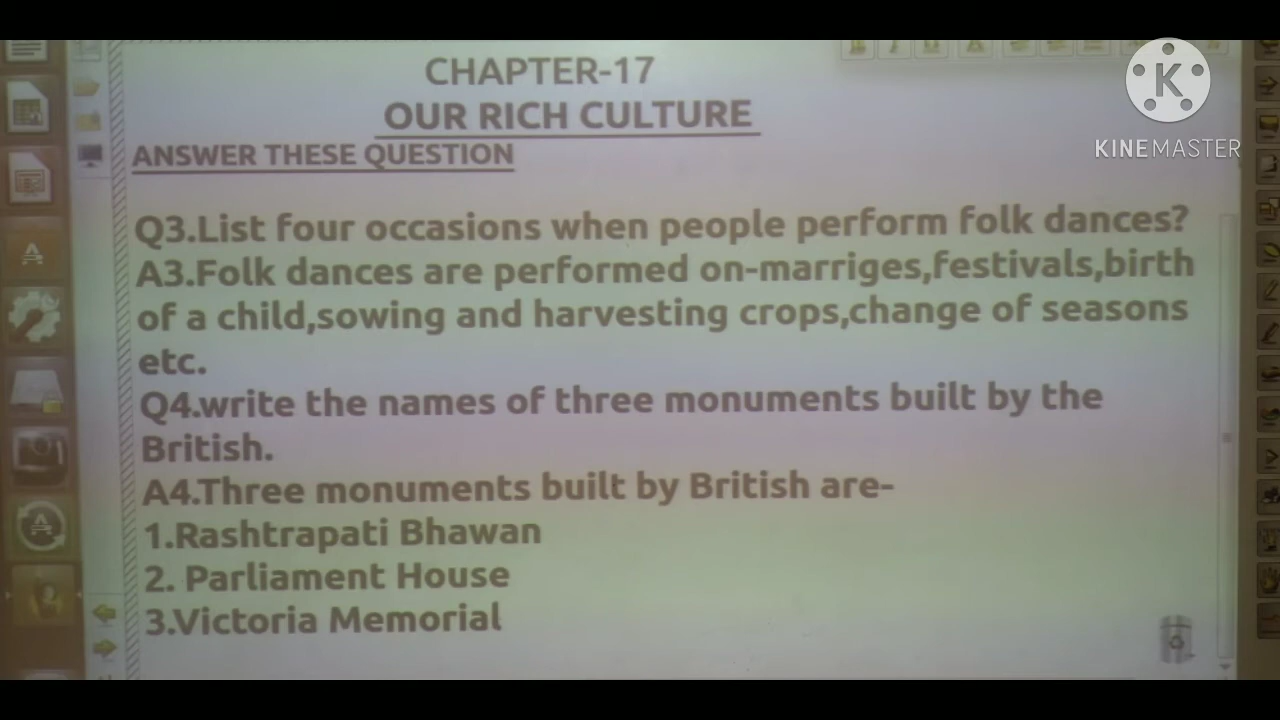 CHAPTER-17
OUR RICH CULTURE
ANSWER THESE QUESTION
Q3.List four occasions when people perform folk dances?
A3.Folk dances are performed on-marriges,festivals,birth
of a child,sowing and harvesting crops,change of seasons
etc.
Q4.write the names of three monuments built by the
British.
A4.Three monuments built by British are-
1.Rashtrapati Bhawan
2. Parliament House
3.Victoria Memorial
K
KINEMASTER